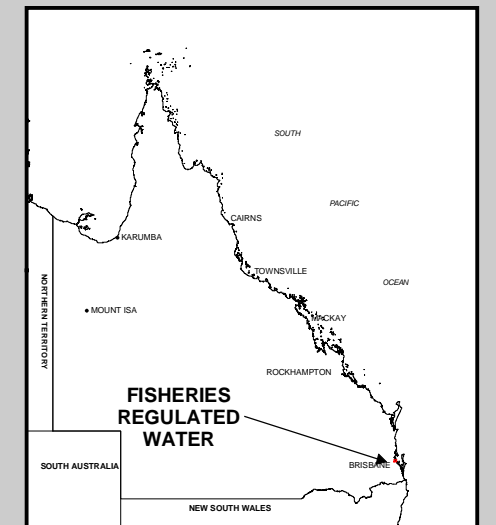 SOUTH
PACIFIC
CAIRNS
KARUMBA
TOWNSVILLE
OCEAN
NORTHERN TERRITORY
MOUNT ISA
MACKAY
ROCKHAMPTON
FISHERIES
REGULATED
WATER
SOUTH AUSTRALIA
BRISBANE
NEW SOUTH WALES